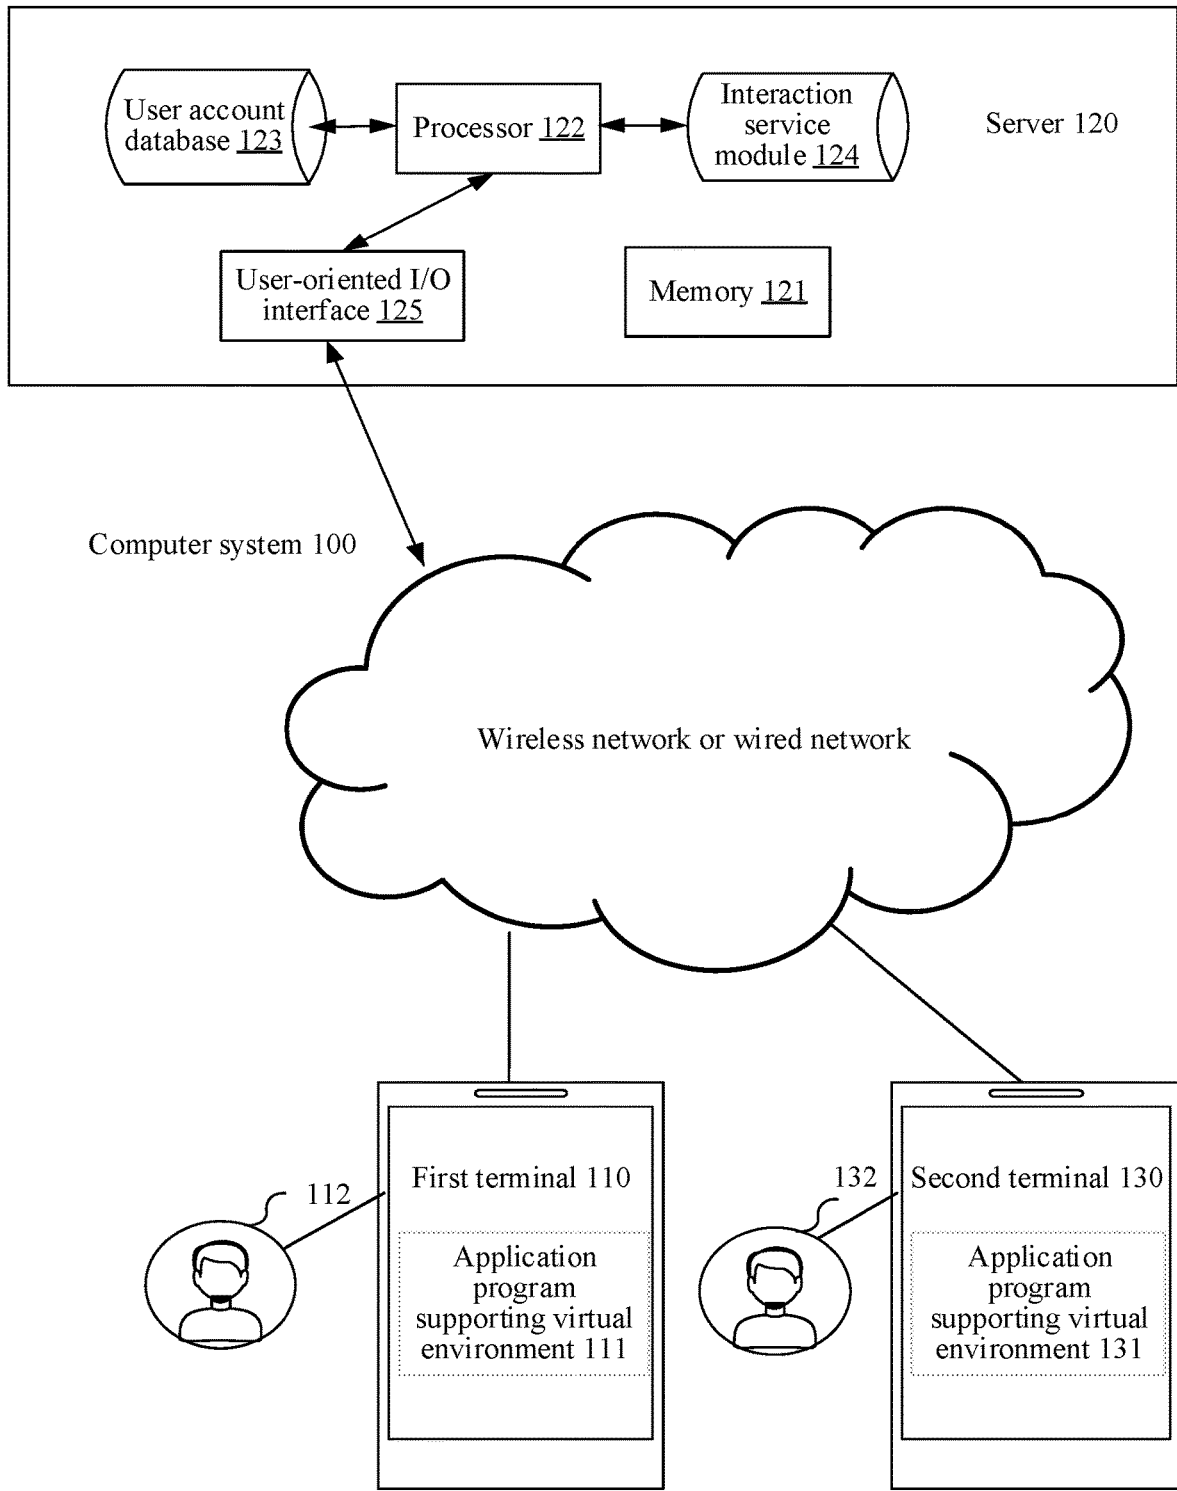 User account
database 123
Processor 122
Interaction
service
module 124
Server 120
User-oriented I/O
interface 125
Memory 121
Computer system 100
Wireless network or wired network
112
First terminal 110
Application
program
supporting virtual
environment 111
132
Second terminal 130
Application
program
supporting virtual
environment 131